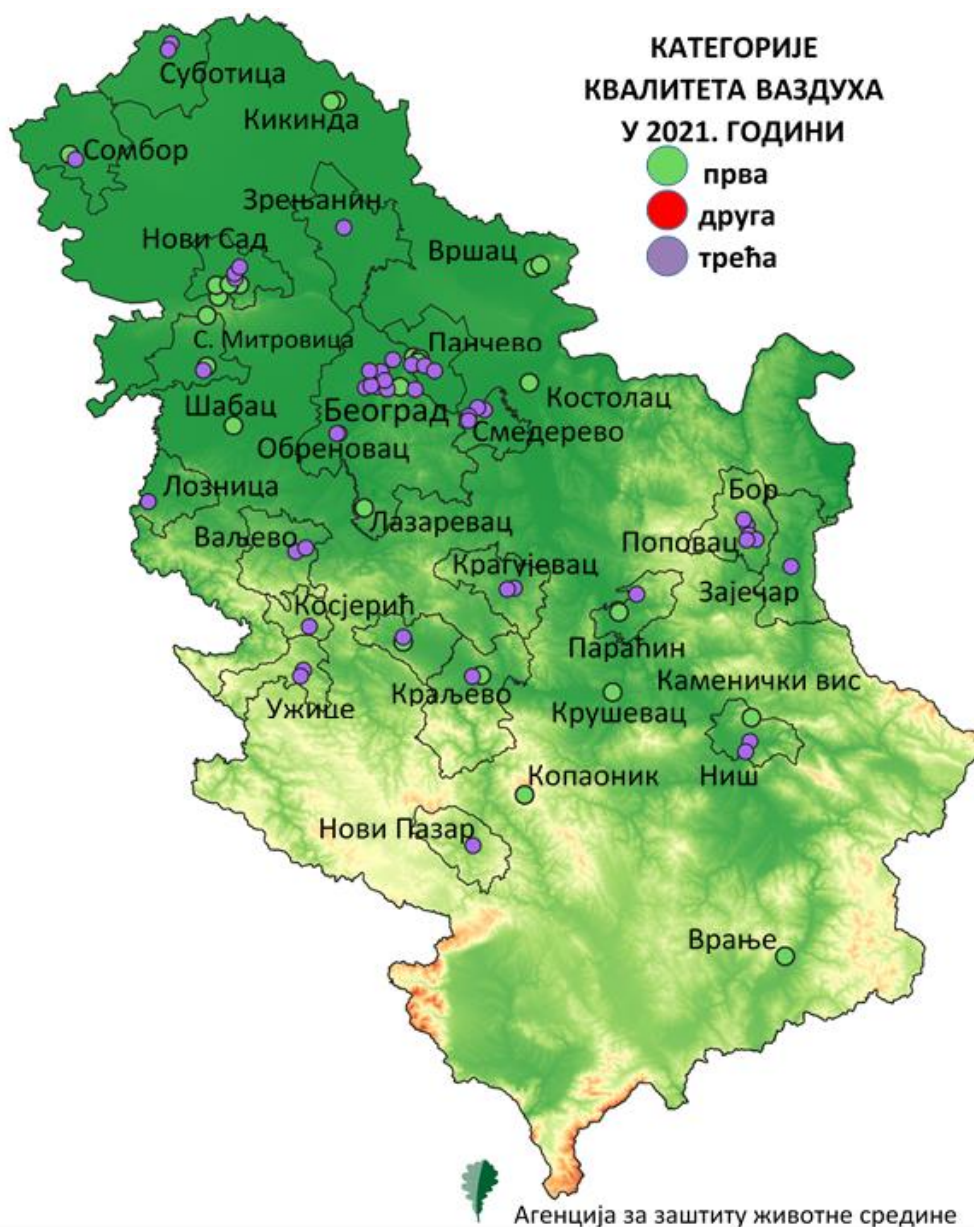 КАТЕГОРИЈЕ
КВАЛИТЕТА ВАЗДУХА
У 2021. ГОДИНИ
прва
друга
трећа
Суботица
Кикинда
Сомбор
Зрењанин
Нови Сад
Вршац
С. Митровица
Панчево
Шабац
Београд
Костолац
Обреновац
Смедерево
Лозница
Лазаревац
Бор
Ваљево
Поповац
Крагујевац
Зајечар
Косјерић
Параћин
Ужице
Краљево
Крушевац
Каменички вис
Копаоник
Ниш
Нови Пазар
Врање
Агенција за заштиту животне средине